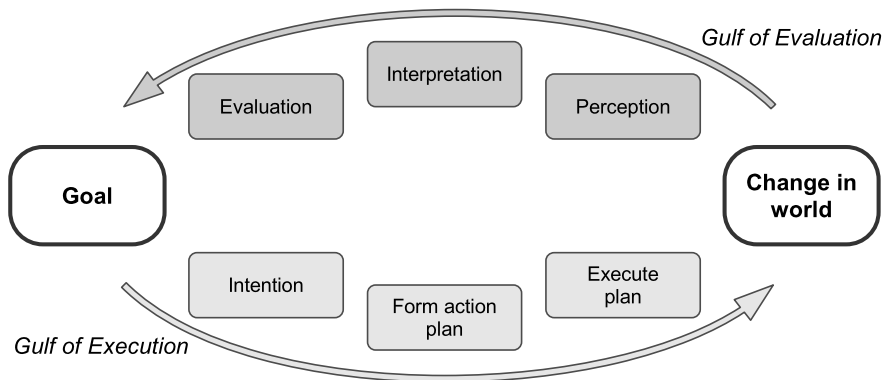 Gulf of Evaluation
Interpretation
Evaluation
Perception
Goal
Change in
world
Intention
Form action
plan
Execute
plan
Gulf of Execution